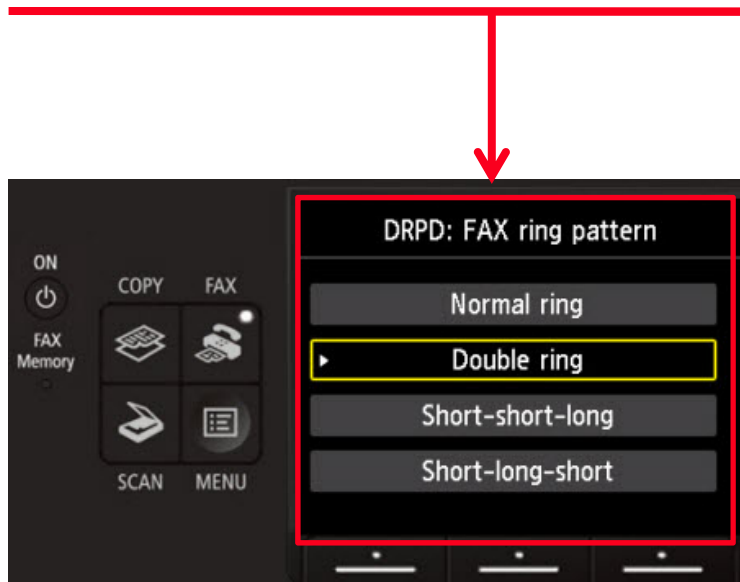 DRPD: FAX ring pattern
ON
COPY FAX
Normal ring
FAX
Memory
Double ring
Short-short-long
Short-long-short
SCAN MENU